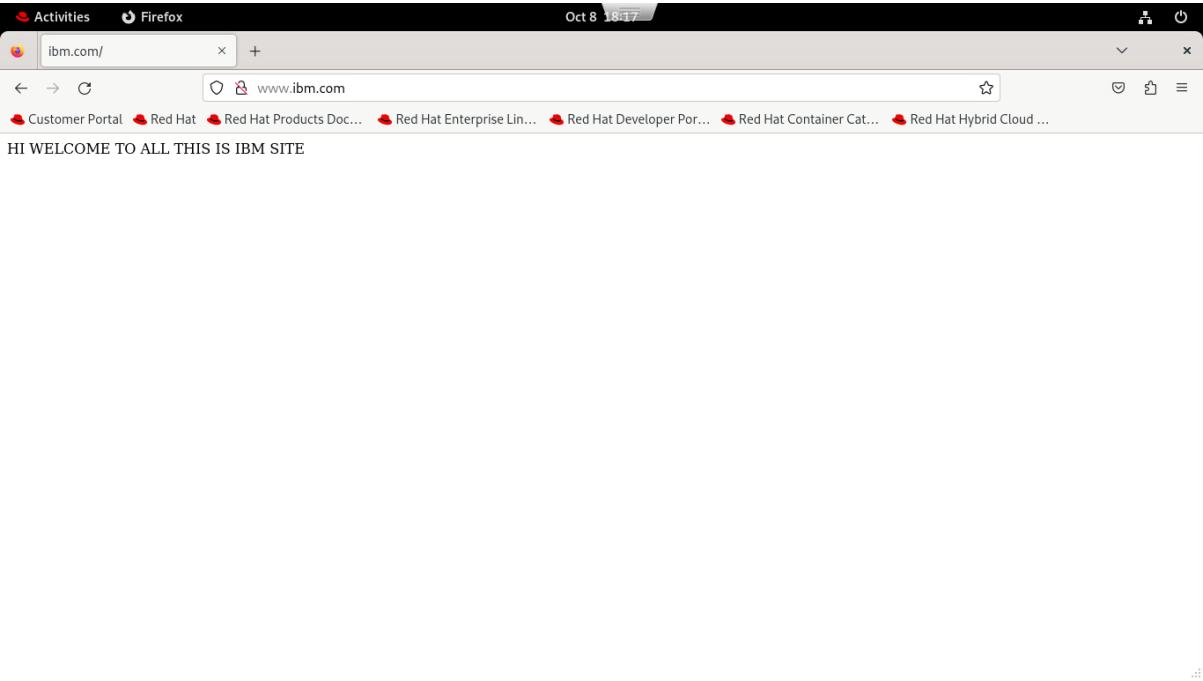 Activities Firefox Oct 8 18:17
ibm.com/
www.ibm.com
Customer Portal Red Hat Red Hat Products Doc… Red Hat Enterprise Lin… Red Hat Developer Por… Red Hat Container Cat… Red Hat Hybrid Cloud …
HI WELCOME TO ALL THIS IS IBM SITE